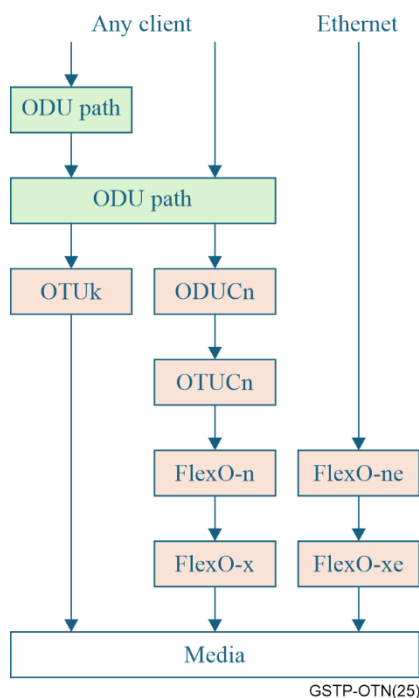 Any client
Ethernet
ODU path
ODU path
OTUk
ODUCn
OTUCn
FlexO-n
FlexO-ne
FlexO-x
FlexO-xe
Media
GSTP-OTN(25)